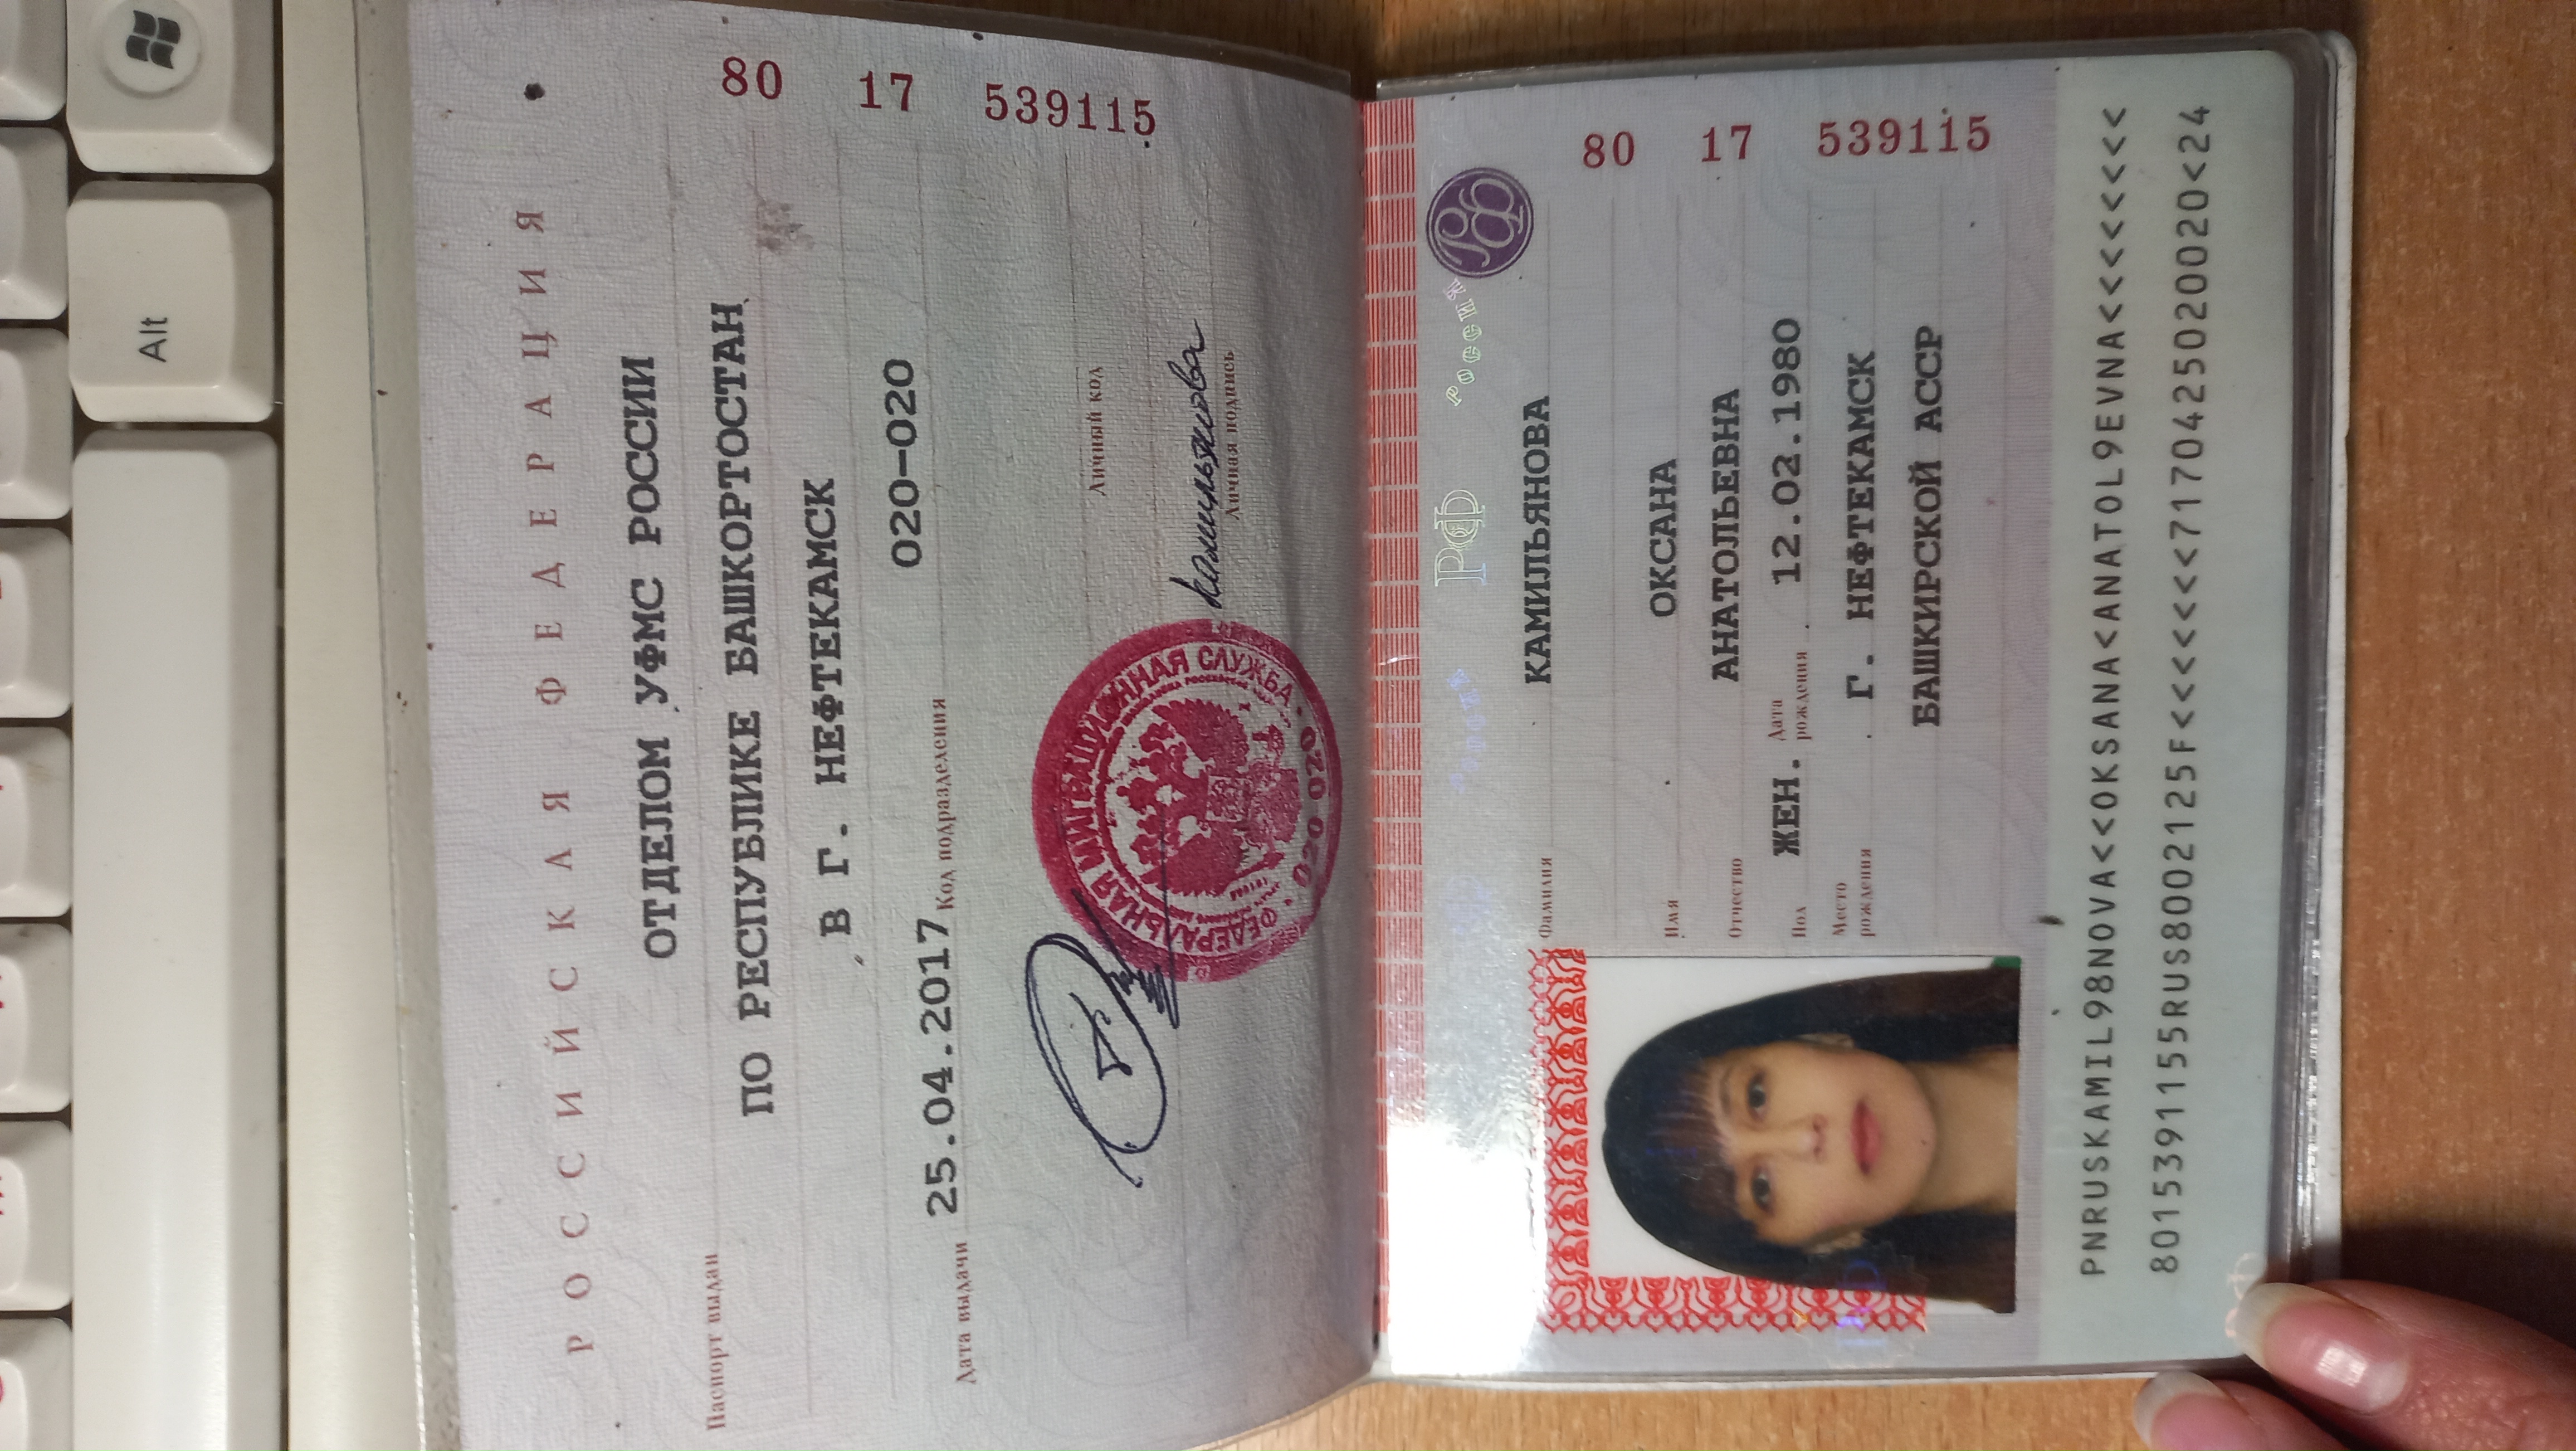 Alt
РОССИЙСКАЯ ФЕДЕРАЦИЯ
Паспорт выдан ОТДЕЛОМ УФМС РОССИИ
ПО РЕСПУБЛИКЕ БАШКОРТОСТАН
В Г. НЕФТЕКАМСК
Дата выдачи 25.04.2017 Код подразделения 020-020
80 17 539115
Личный код
Камильянова
Личная подпись
ФЕДЕРАЛЬНАЯ МИГРАЦИОННАЯ СЛУЖБА
020-020
РОССИЯ РФ РОССИЯ РФ
Фамилия КАМИЛЬЯНОВА
Имя ОКСАНА
Отчество АНАТОЛЬЕВНА
Пол ЖЕН. Дата рождения 12.02.1980
Место рождения Г. НЕФТЕКАМСК
БАШКИРСКОЙ АССР
80 17 539115
PNRUSKAMIL98NOVA<<OKSANA<ANATOL9EVNA<<<<<<<<
8015391155RUS8002125F<<<<<<<7170425020020<24